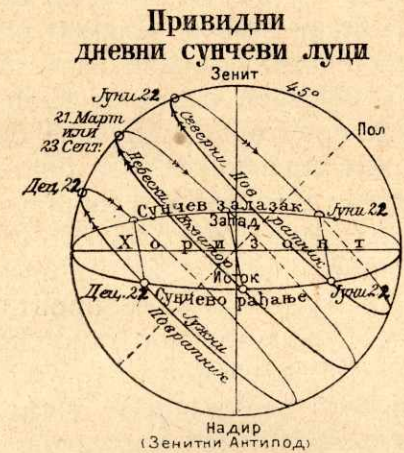 Привидни
дневни сунчеви луци
Зенит
45°
Јуни 22
21. Март
или
23 Септ.
Пол
Северни Повратник
Небески Екватор
Дец. 22
Сунчев залазак
Јуни 22
Запад
Хоризонт
Исток
Дец. 22
Сунчево рађање
Јуни 22
Јужни
Повратник
Надир
(Зенитни Антипод)